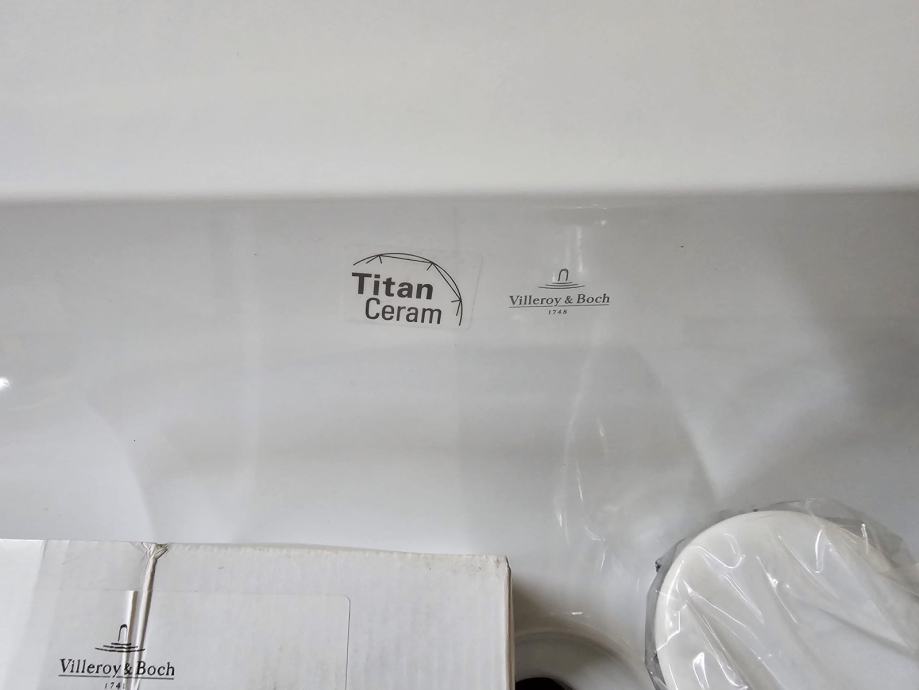 Titan
Ceram
Villeroy & Boch
1748
Villeroy & Boch